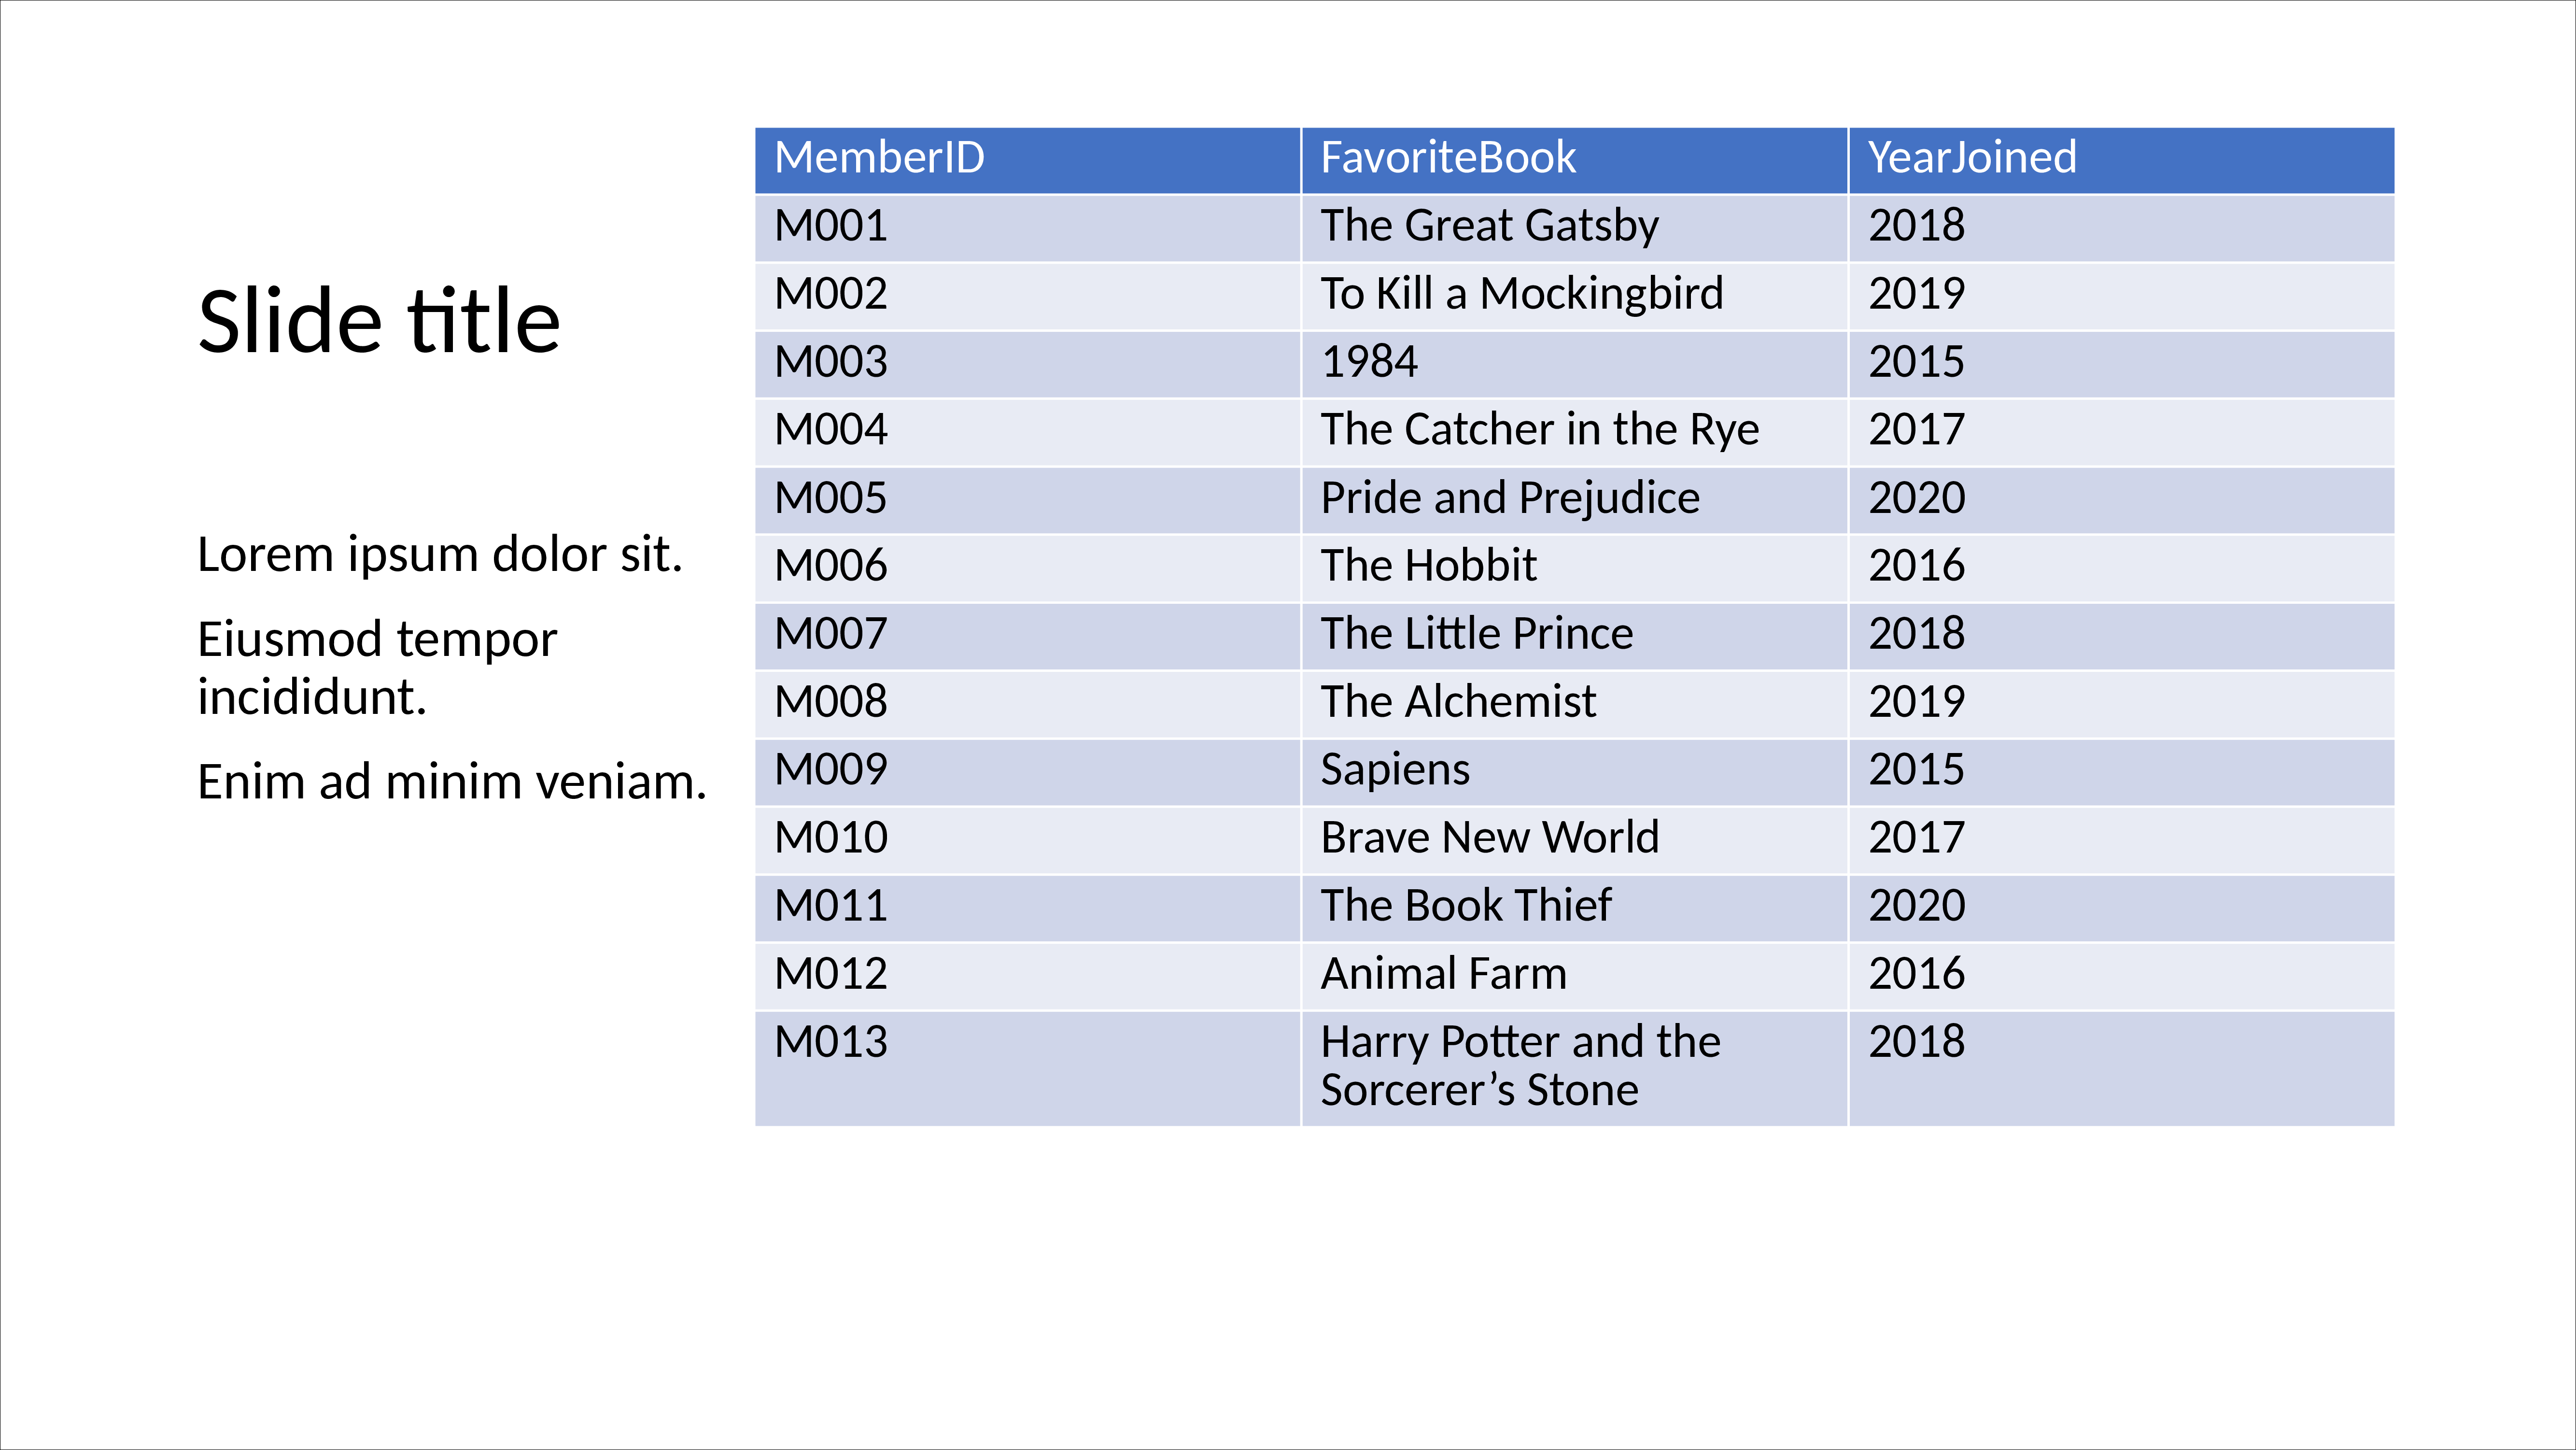 Slide title
Lorem ipsum dolor sit.
Eiusmod tempor
incididunt.
Enim ad minim veniam.
MemberID FavoriteBook YearJoined
M001 The Great Gatsby 2018
M002 To Kill a Mockingbird 2019
M003 1984 2015
M004 The Catcher in the Rye 2017
M005 Pride and Prejudice 2020
M006 The Hobbit 2016
M007 The Little Prince 2018
M008 The Alchemist 2019
M009 Sapiens 2015
M010 Brave New World 2017
M011 The Book Thief 2020
M012 Animal Farm 2016
M013 Harry Potter and the 2018
Sorcerer’s Stone